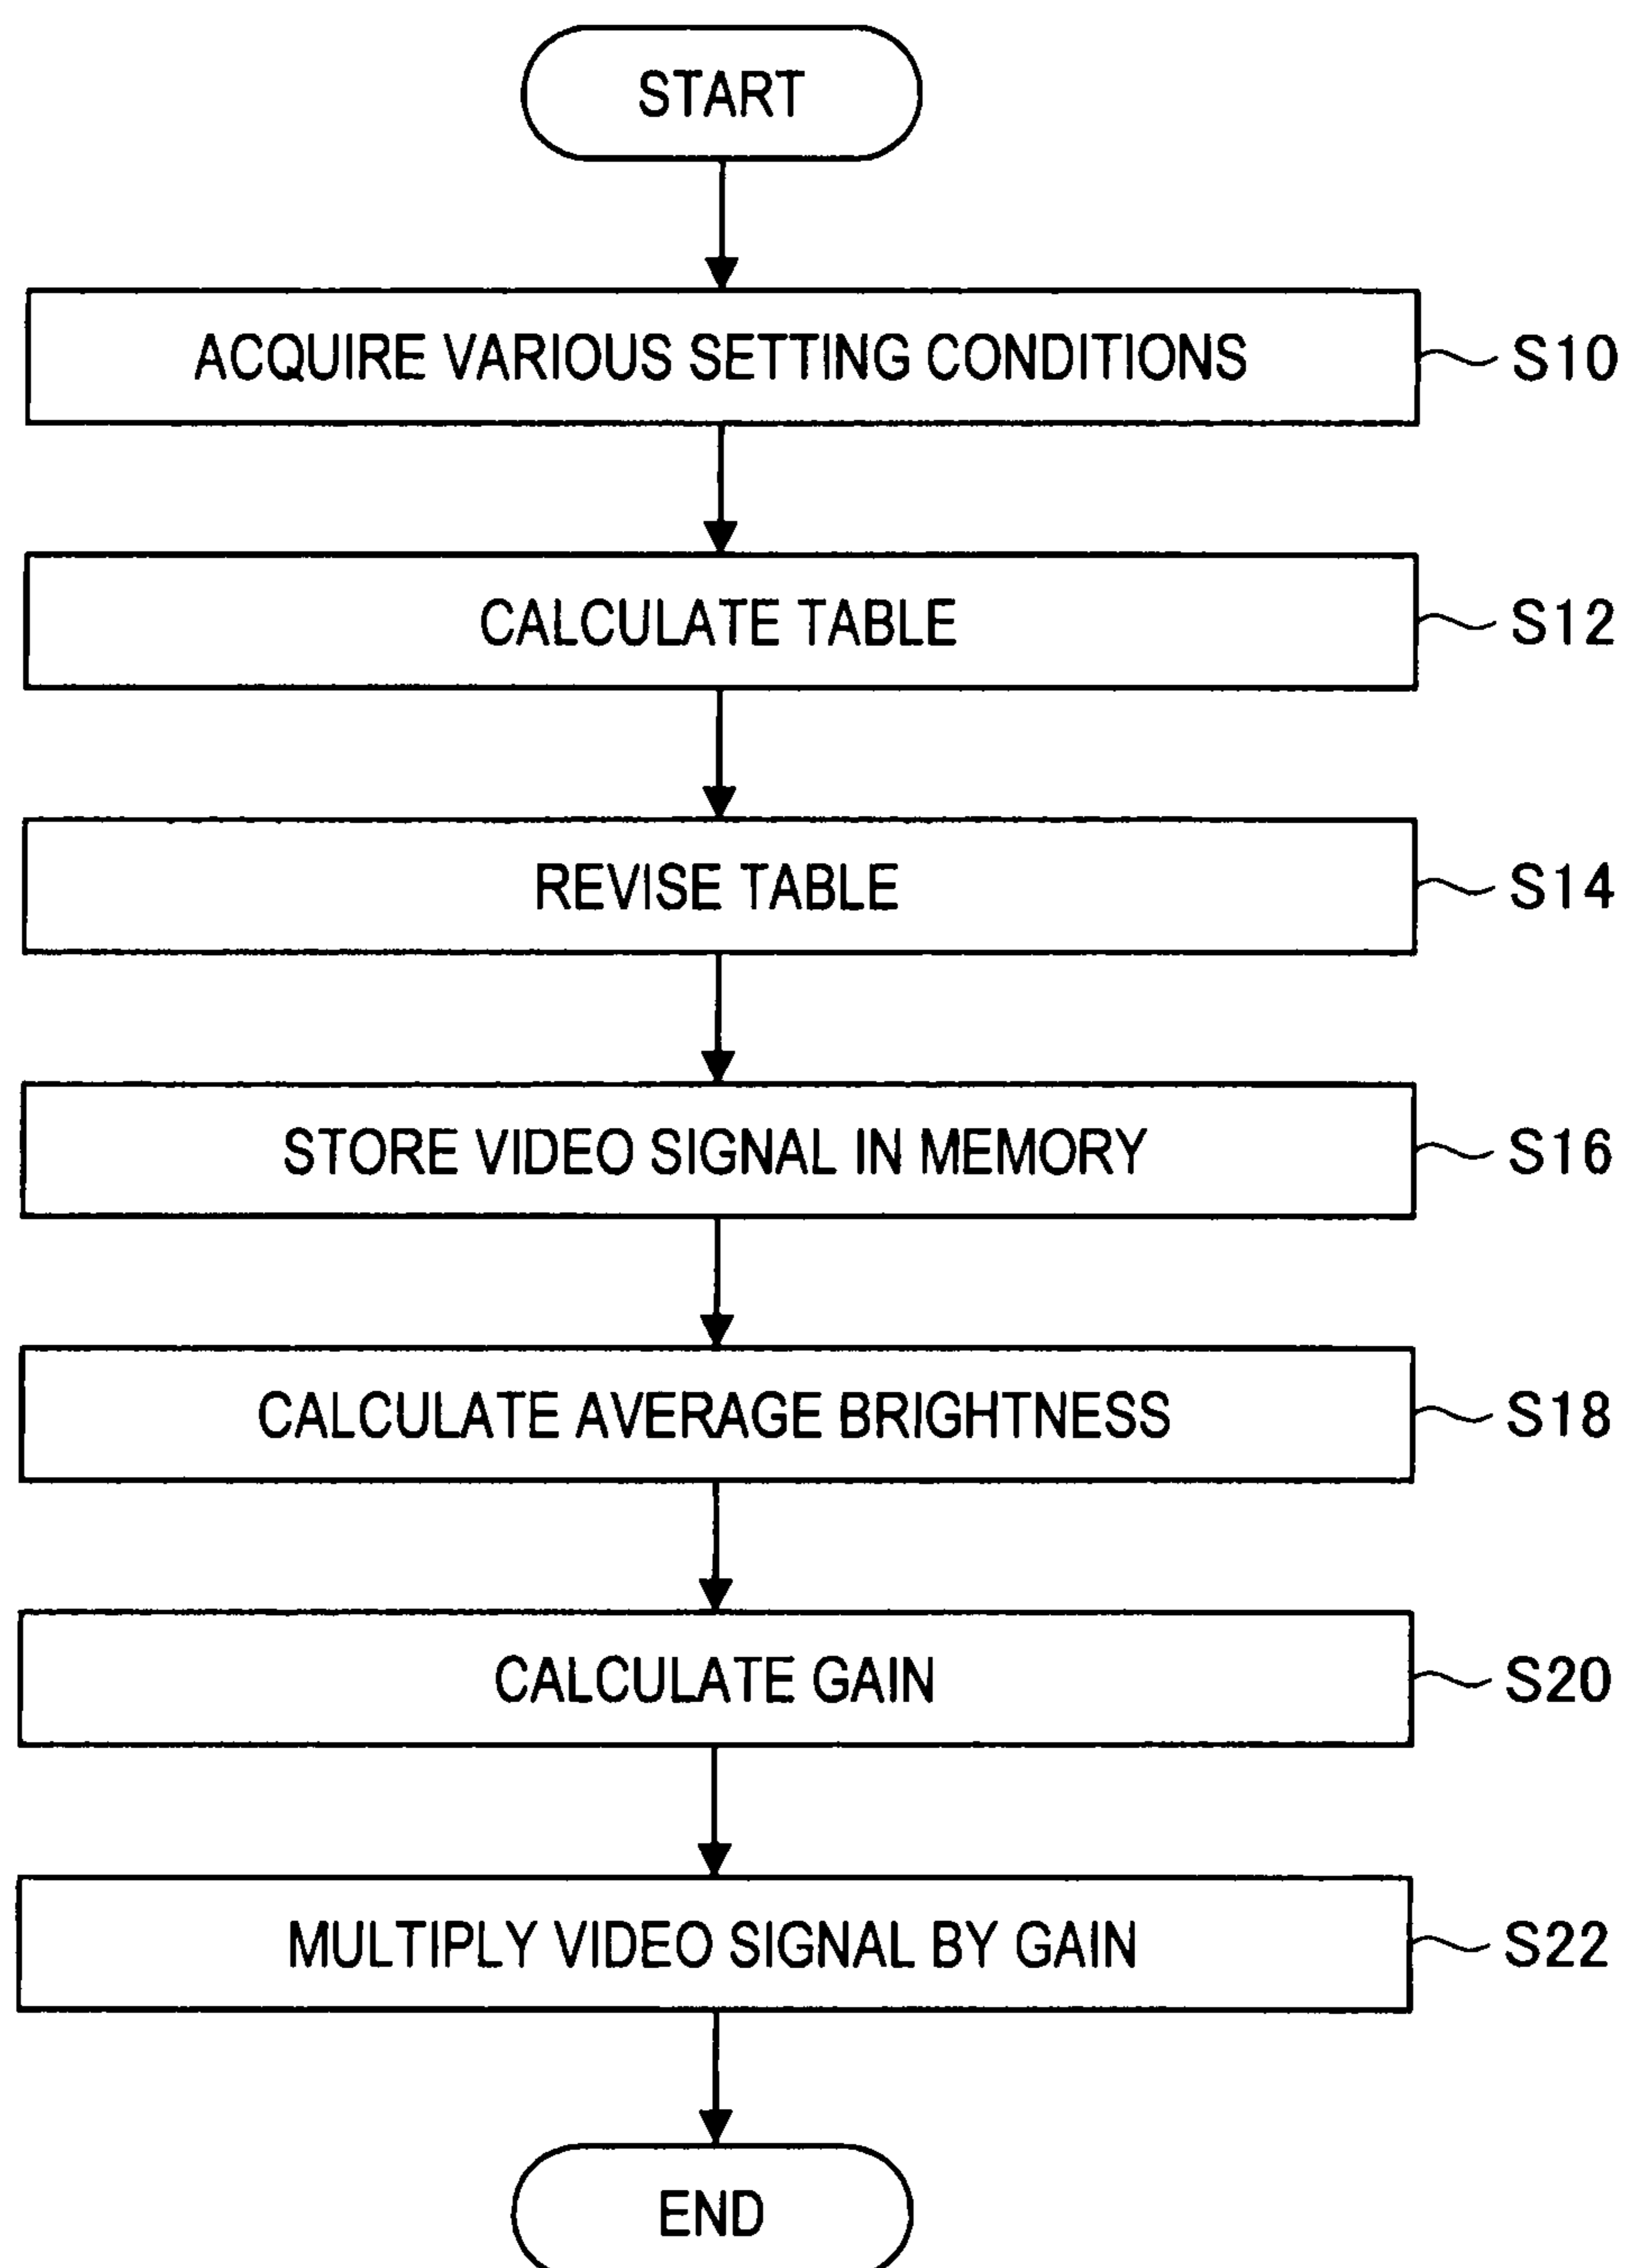 START
ACQUIRE VARIOUS SETTING CONDITIONS S10
CALCULATE TABLE S12
REVISE TABLE S14
STORE VIDEO SIGNAL IN MEMORY S16
CALCULATE AVERAGE BRIGHTNESS S18
CALCULATE GAIN S20
MULTIPLY VIDEO SIGNAL BY GAIN S22
END